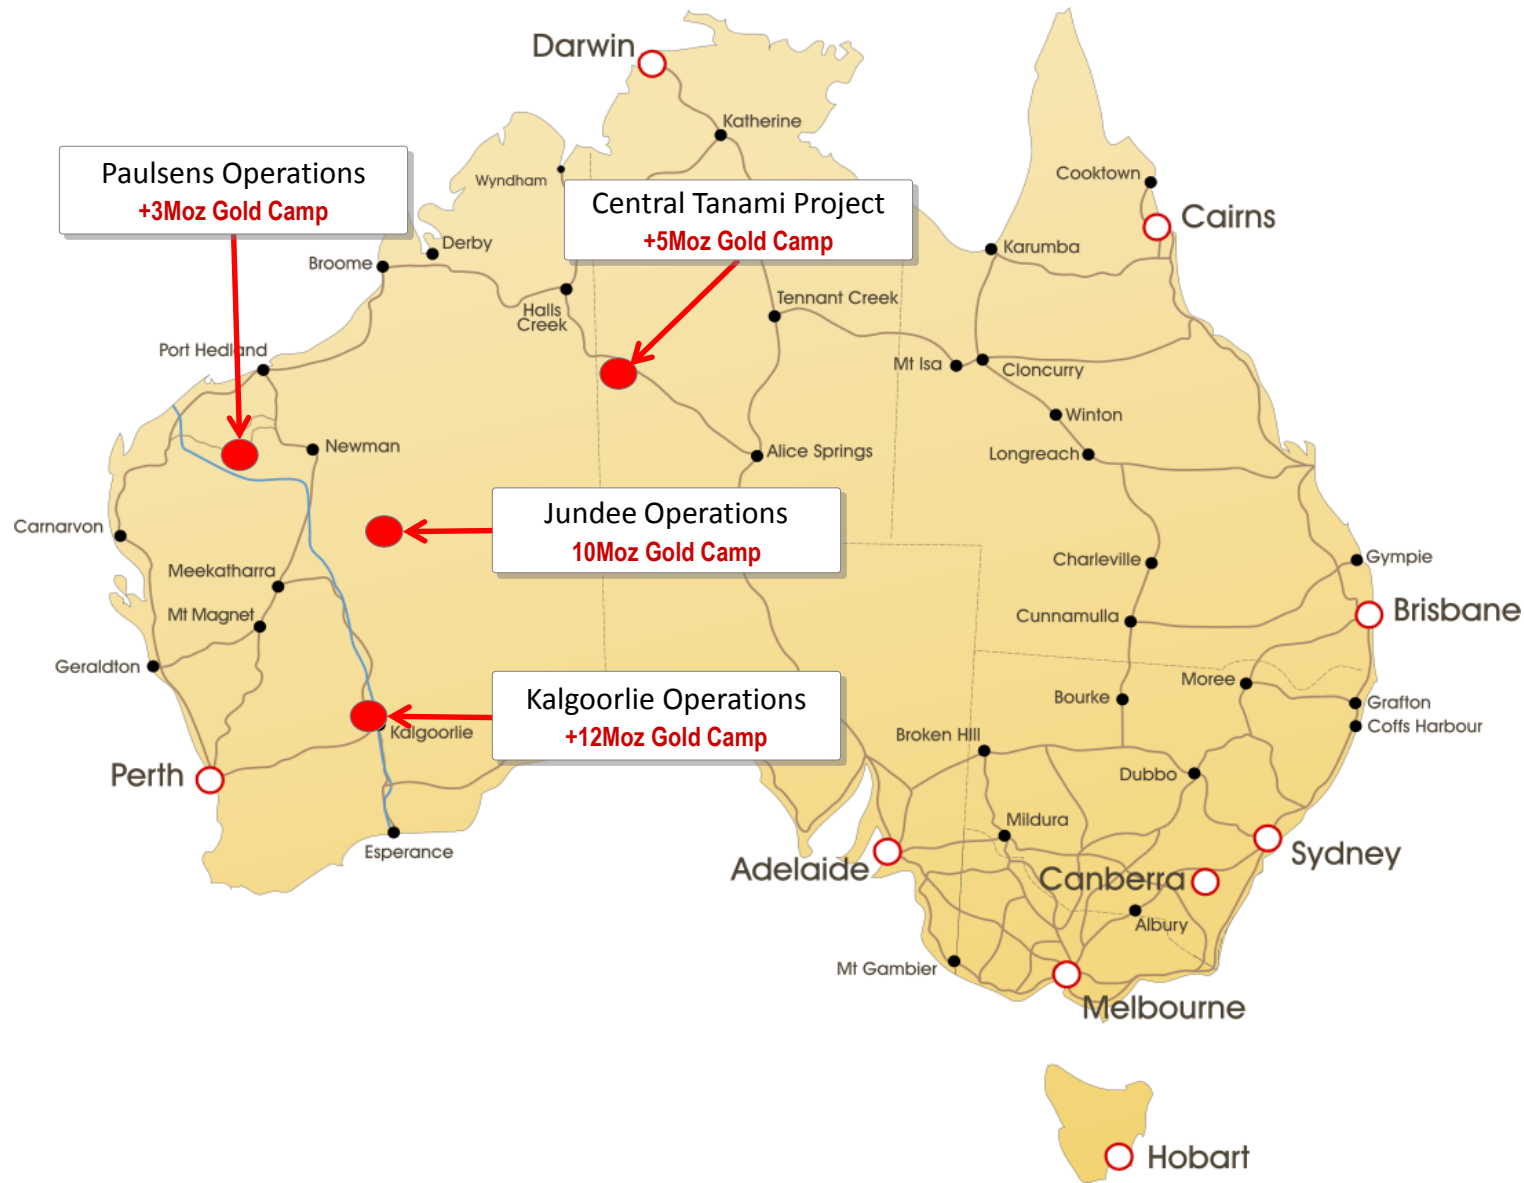 Darwin
Katherine
Paulsens Operations
+3Moz Gold Camp
Wyndham
Central Tanami Project
+5Moz Gold Camp
Cooktown
Cairns
Derby
Broome
Karumba
Halls
Creek
Tennant Creek
Port Hedland
Mt Isa
Cloncurry
Winton
Newman
Alice Springs
Longreach
Jundee Operations
10Moz Gold Camp
Carnarvon
Meekatharra
Charleville
Gympie
Mt Magnet
Cunnamulla
Brisbane
Geraldton
Kalgoorlie Operations
+12Moz Gold Camp
Moree
Bourke
Grafton
Coffs Harbour
Kalgoorlie
Broken Hill
Perth
Dubbo
Mildura
Esperance
Adelaide
Sydney
Canberra
Albury
Mt Gambier
Melbourne
Hobart